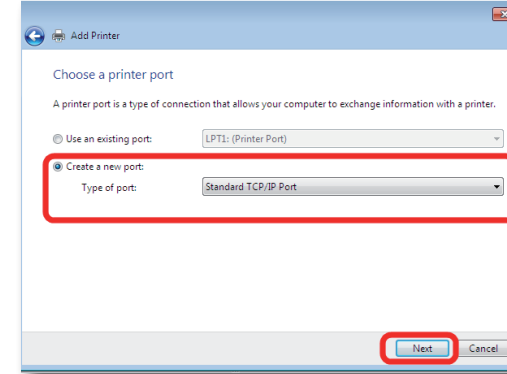 Add Printer
Choose a printer port
A printer port is a type of connection that allows your computer to exchange information with a printer.
Use an existing port: LPT1: (Printer Port)
Create a new port:
Type of port: Standard TCP/IP Port
Next Cancel